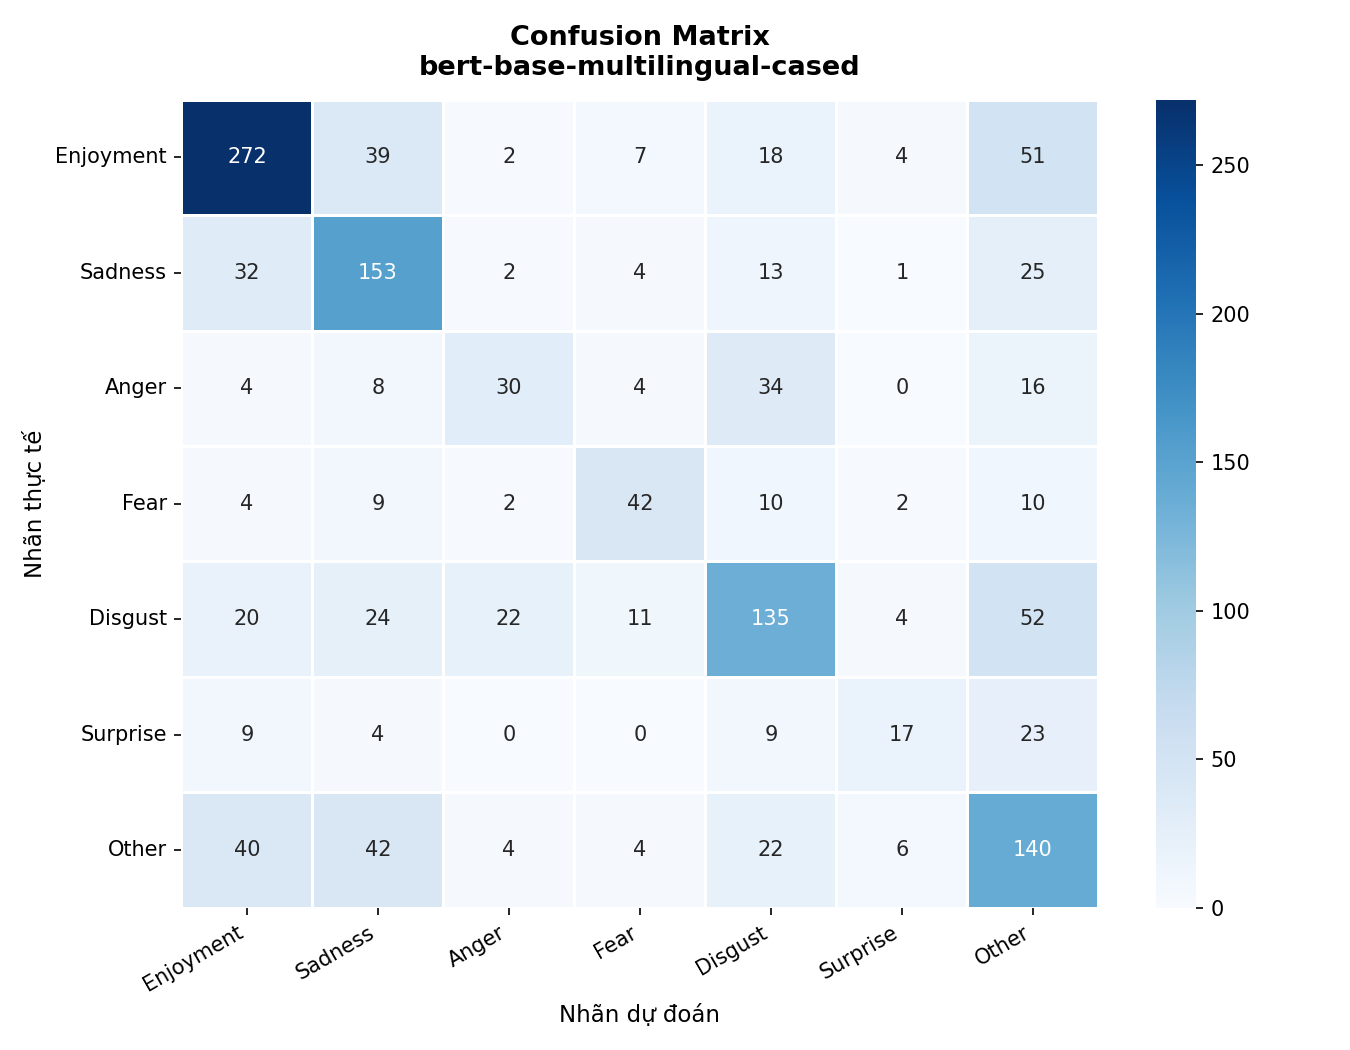 Confusion Matrix
bert-base-multilingual-cased
Enjoyment 272 39 2 7 18 4 51
Sadness 32 153 2 4 13 1 25
Anger 4 8 30 4 34 0 16
Fear 4 9 2 42 10 2 10
Disgust 20 24 22 11 135 4 52
Surprise 9 4 0 0 9 17 23
Other 40 42 4 4 22 6 140
Enjoyment Sadness Anger Fear Disgust Surprise Other
Nhãn dự đoán
Nhãn thực tế
250
200
150
100
50
0